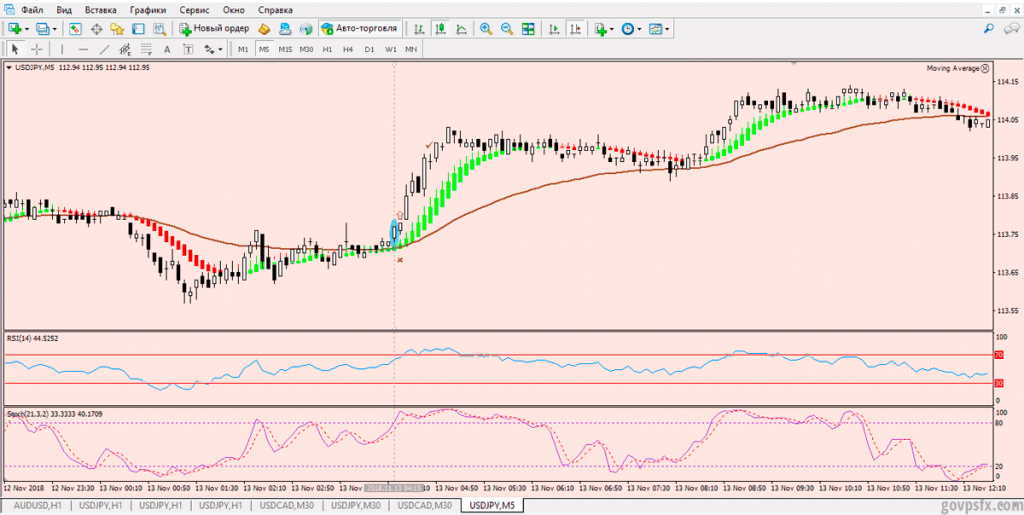 Файл Вид Вставка Графики Сервис Окно Справка
Новый ордер Авто-торговля
A T M1 M5 M15 M30 H1 H4 D1 W1 MN
USDJPY,M5 112.94 112.95 112.94 112.95
Moving Average
114.15
114.05
113.95
113.85
113.75
113.65
113.55
RSI(14) 44.5252
100
70
30
0
Stoch(21,3,2) 33.3333 40.1709
100
80
20
0
12 Nov 2018 13 Nov 00:10 13 Nov 00:50 13 Nov 01:30 13 Nov 02:10 13 Nov 02:50 13 Nov 2018.11.13 04:15 :10 13 Nov 04:50 13 Nov 05:30 13 Nov 06:10 13 Nov 06:50 13 Nov 07:30 13 Nov 08:10 13 Nov 08:50 13 Nov 09:30 13 Nov 10:10 13 Nov 10:50 13 Nov 11:30 13 Nov 12:10
AUDUSD,H1 USDJPY,H1 USDJPY,H1 USDJPY,H1 USDCAD,M30 USDJPY,M30 USDCAD,M30 USDJPY,M5
govpsfx.com